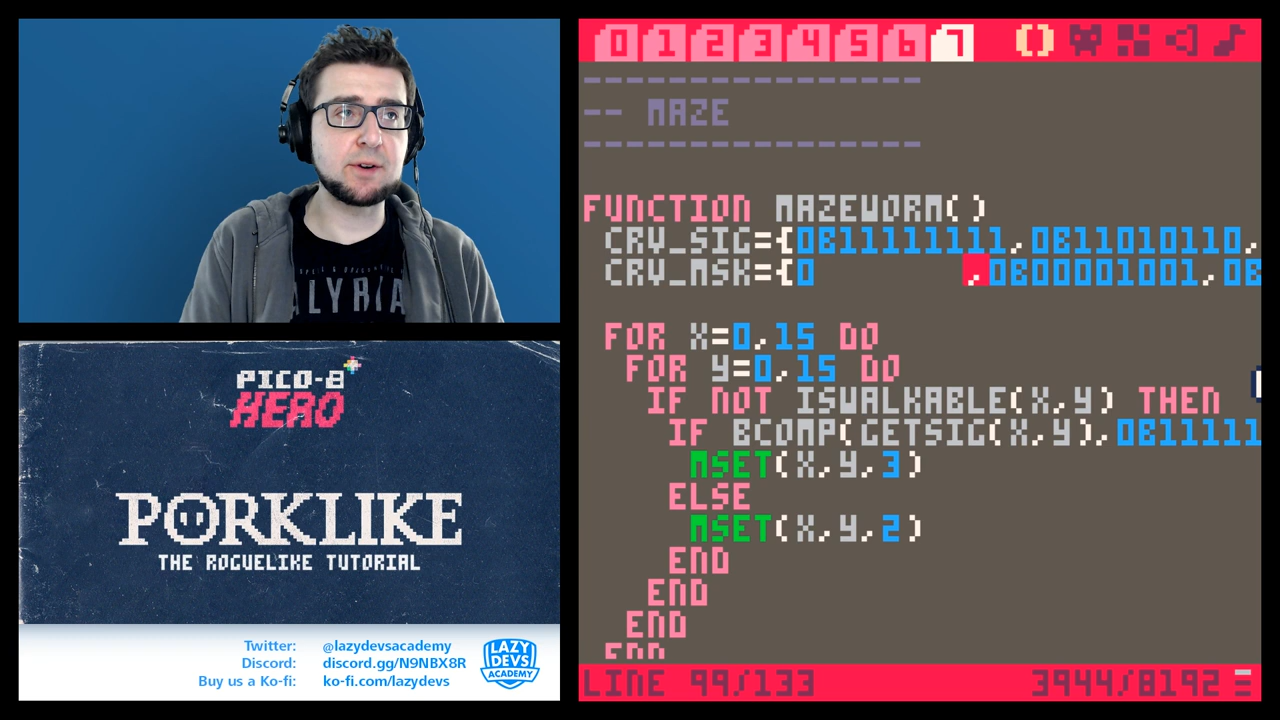 ALYRIA
PICO-8
HERO
PORKLIKE
THE ROGUELIKE TUTORIAL
Twitter: @lazydevsacademy
Discord: discord.gg/N9NBX8R
Buy us a Ko-fi: ko-fi.com/lazydevs
LAZY
DEVS
ACADEMY
0 1 2 3 4 5 6 7
----------------
-- MAZE
----------------
FUNCTION MAZEWORM()
CRV_SIG={0B11111111,0B11010110,
CRV_MSK={0 ,0B00001001,0B
FOR X=0,15 DO
FOR Y=0,15 DO
IF NOT ISWALKABLE(X,Y) THEN
IF BCOMP(GETSIG(X,Y),0B11111
MSET(X,Y,3)
ELSE
MSET(X,Y,2)
END
END
END
END
LINE 99/133 3944/8192